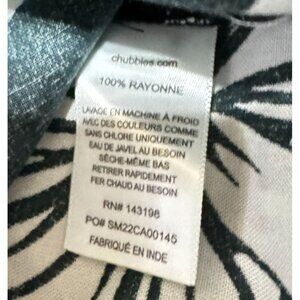 chubbies.com
100% RAYONNE
LAVAGE EN MACHINE À FROID
AVEC DES COULEURS COMME
SANS CHLORE UNIQUEMENT
EAU DE JAVEL AU BESOIN
SÈCHE-MÊME BAS
RETIRER RAPIDEMENT
FER CHAUD AU BESOIN
RN# 143198
PO# SM22CA00145
FABRIQUÉ EN INDE